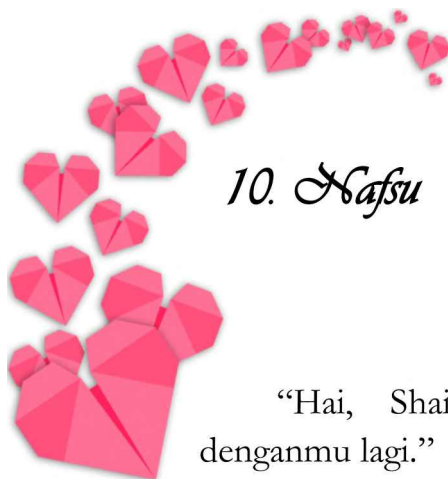 10. Nafsu
“Hai, Shai
denganmu lagi.”